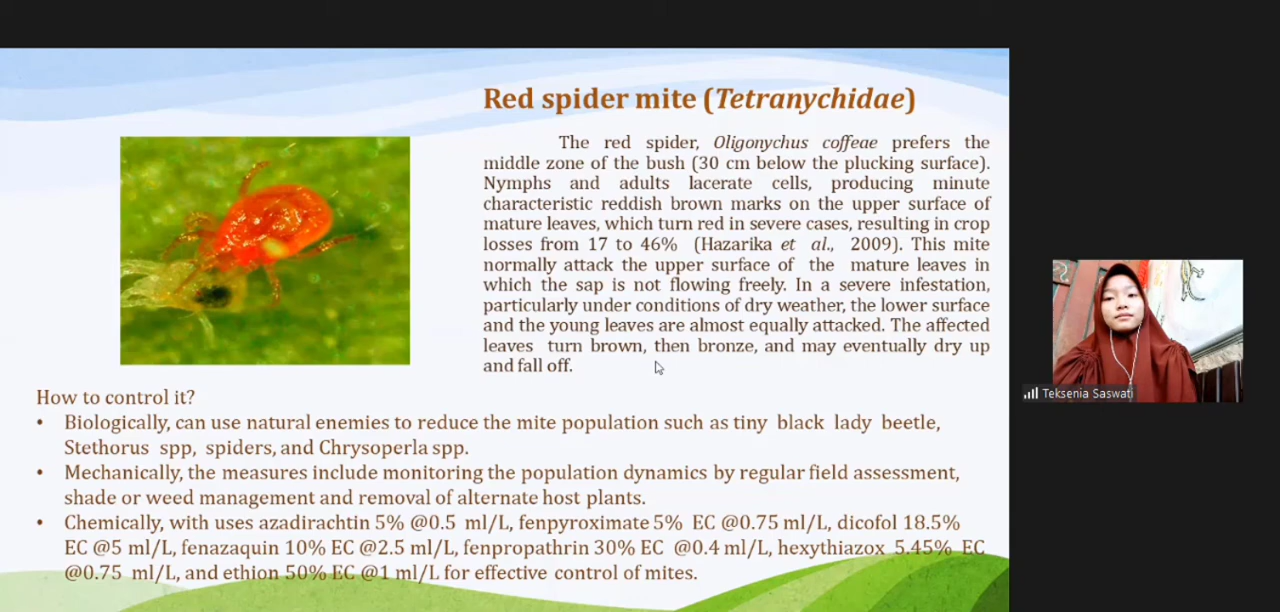 Red spider mite (Tetranychidae)
The red spider, Oligonychus coffeae prefers the
middle zone of the bush (30 cm below the plucking surface).
Nymphs and adults lacerate cells, producing minute
characteristic reddish brown marks on the upper surface of
mature leaves, which turn red in severe cases, resulting in crop
losses from 17 to 46% (Hazarika et al., 2009). This mite
normally attack the upper surface of the mature leaves in
which the sap is not flowing freely. In a severe infestation,
particularly under conditions of dry weather, the lower surface
and the young leaves are almost equally attacked. The affected
leaves turn brown, then bronze, and may eventually dry up
and fall off.
How to control it?
• Biologically, can use natural enemies to reduce the mite population such as tiny black lady beetle,
Stethorus spp, spiders, and Chrysoperla spp.
• Mechanically, the measures include monitoring the population dynamics by regular field assessment,
shade or weed management and removal of alternate host plants.
• Chemically, with uses azadirachtin 5% @0.5 ml/L, fenpyroximate 5% EC @0.75 ml/L, dicofol 18.5%
EC @5 ml/L, fenazaquin 10% EC @2.5 ml/L, fenpropathrin 30% EC @0.4 ml/L, hexythiazox 5.45% EC
@0.75 ml/L, and ethion 50% EC @1 ml/L for effective control of mites.
Teksenia Saswati